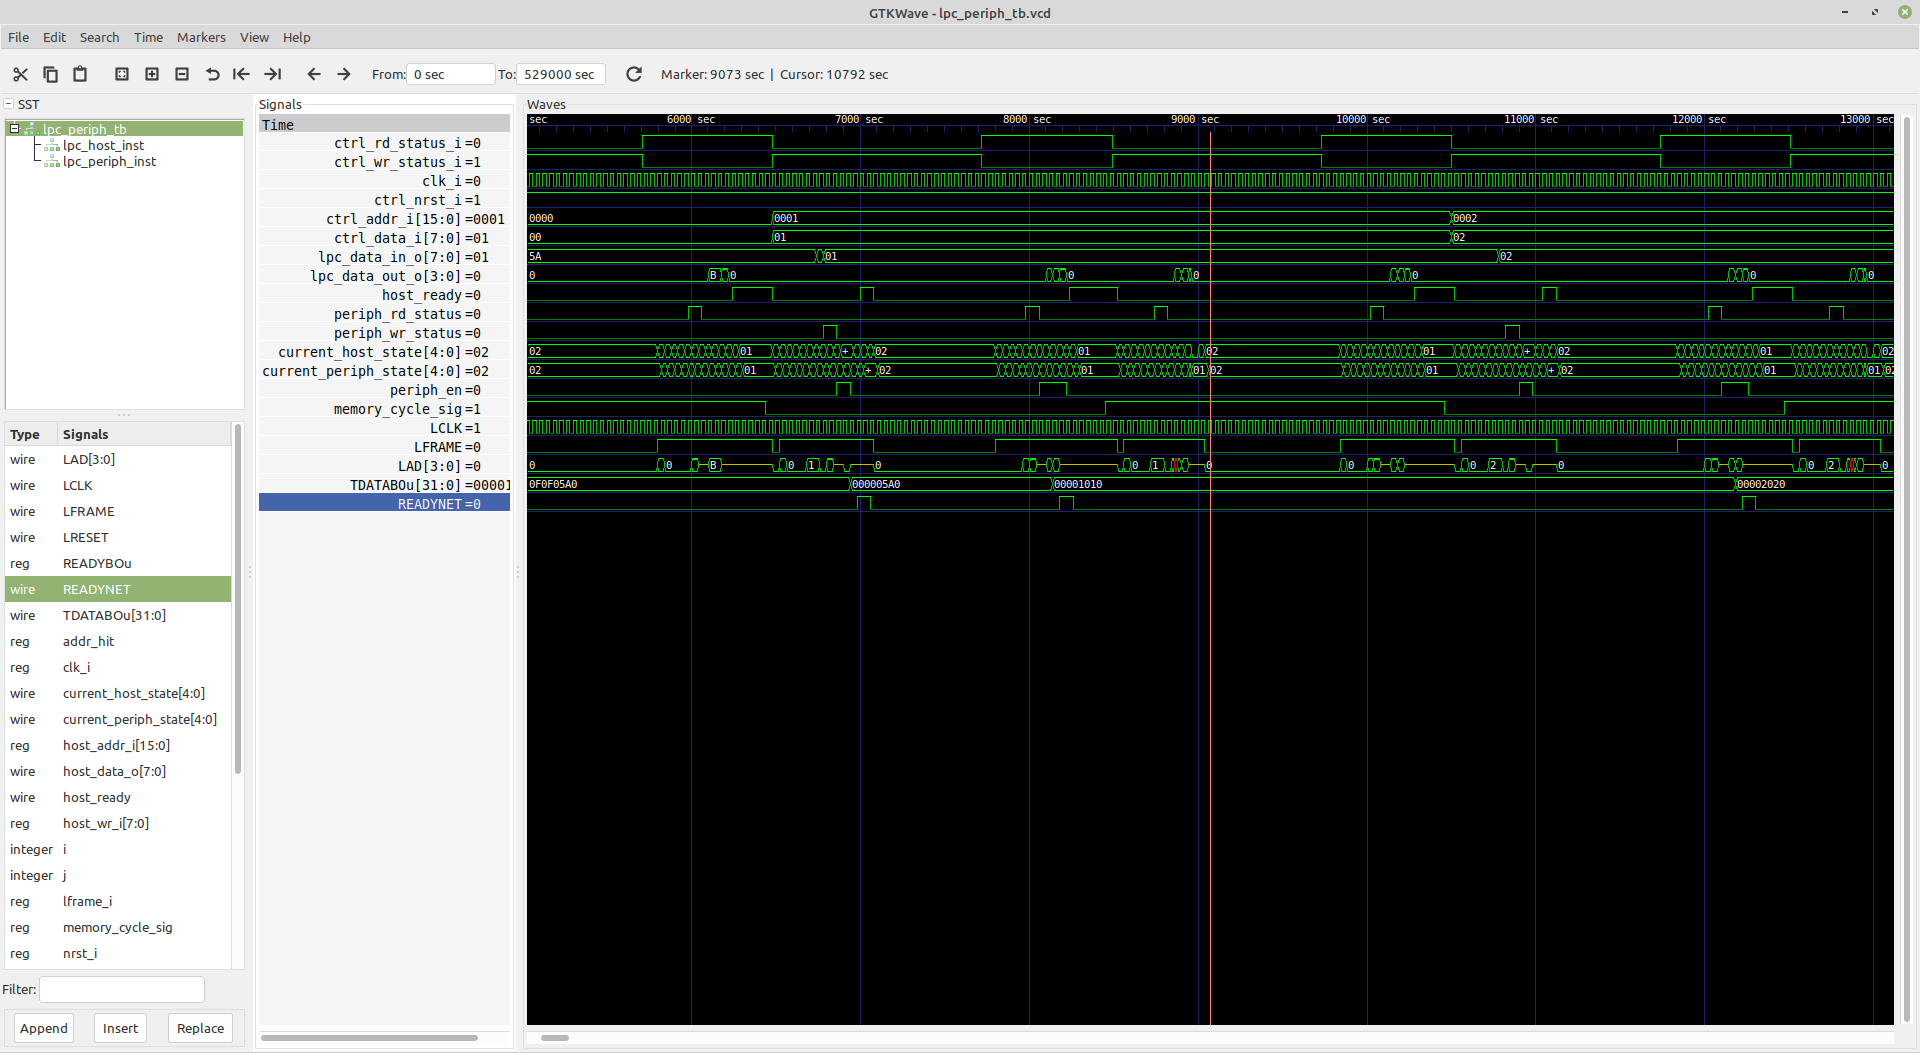 GTKWave - lpc_periph_tb.vcd
File Edit Search Time Markers View Help
From: 0 sec To: 529000 sec Marker: 9073 sec | Cursor: 10792 sec
SST
lpc_periph_tb
lpc_host_inst
lpc_periph_inst
Type Signals
wire LAD[3:0]
wire LCLK
wire LFRAME
wire LRESET
reg READYBOu
wire READYNET
wire TDATABOu[31:0]
reg addr_hit
reg clk_i
wire current_host_state[4:0]
wire current_periph_state[4:0]
reg host_addr_i[15:0]
wire host_data_o[7:0]
wire host_ready
reg host_wr_i[7:0]
integer i
integer j
reg lframe_i
reg memory_cycle_sig
reg nrst_i
Filter:
Append Insert Replace
Signals
Time
ctrl_rd_status_i =0
ctrl_wr_status_i =1
clk_i =0
ctrl_nrst_i =1
ctrl_addr_i[15:0] =0001
ctrl_data_i[7:0] =01
lpc_data_in_o[7:0] =01
lpc_data_out_o[3:0] =0
host_ready =0
periph_rd_status =0
periph_wr_status =0
current_host_state[4:0] =02
current_periph_state[4:0] =02
periph_en =0
memory_cycle_sig =1
LCLK =1
LFRAME =0
LAD[3:0] =0
TDATABOu[31:0] =00001
READYNET =0
Waves
sec 6000 sec 7000 sec 8000 sec 9000 sec 10000 sec 11000 sec 12000 sec 13000 sec
0000 0001 0002
00 01 02
5A 01 02
0 B 0 0 0 0 0 0
02 01 + 02 01 02 01 + 02 01 02
02 01 + 02 01 01 02 01 + 02 01 01 02
0 0 B 0 1 0 0 1 0 0 0 2 0 0 2 0
0F0F05A0 000005A0 00001010 00002020